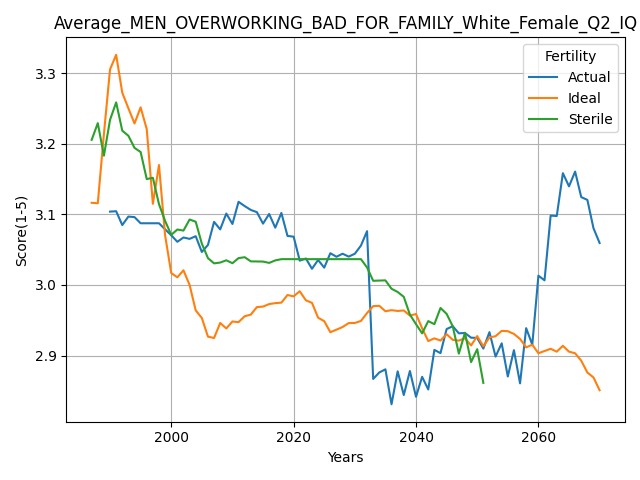 Average_MEN_OVERWORKING_BAD_FOR_FAMILY_White_Female_Q2_IQ
Fertility
Actual
Ideal
Sterile
3.3
3.2
3.1
3.0
2.9
Score(1-5)
2000
2020
2040
2060
Years